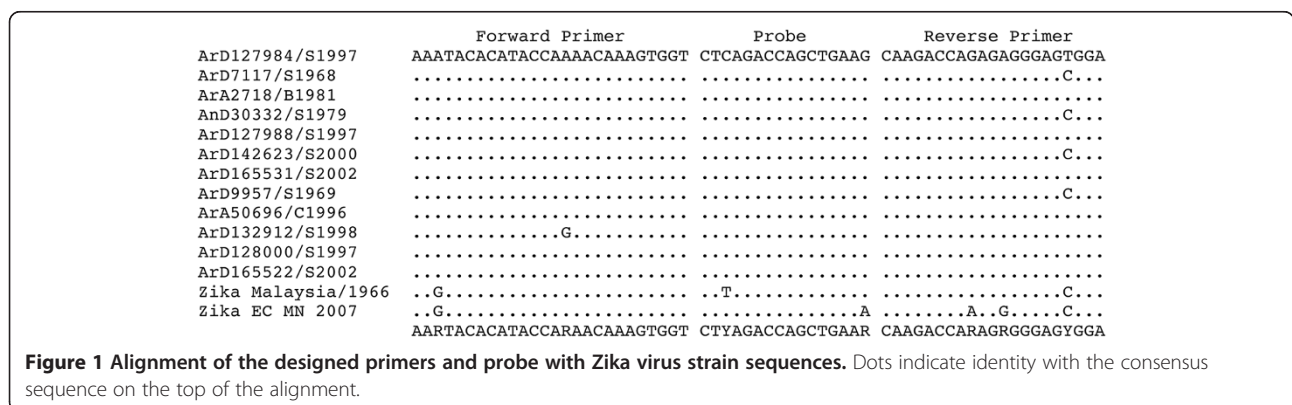 Forward Primer Probe Reverse Primer
ArD127984/S1997 AAATACACATACCAAAACAAAGTGGT CTCAGACCAGCTGAAG CAAGACCAGAGAGGGAGTGGA
ArD7117/S1968 .......................... ................ .................C...
ArA2718/B1981 .......................... ................ .....................
AnD30332/S1979 .......................... ................ .................C...
ArD127988/S1997 .......................... ................ .....................
ArD142623/S2000 .......................... ................ .................C...
ArD165531/S2002 .......................... ................ .....................
ArD9957/S1969 .......................... ................ .................C...
ArA50696/C1996 .......................... ................ .....................
ArD132912/S1998 ..............G........... ................ .....................
ArD128000/S1997 .......................... ................ .....................
ArD165522/S2002 .......................... ................ .....................
Zika Malaysia/1966 ..G....................... ..T............. .................C...
Zika EC MN 2007 ..G....................... ...............A ........A..G.....C...
AARTACACATACCARAACAAAGTGGT CTYAGACCAGCTGAAR CAAGACCARAGRGGGAGYGGA
Figure 1 Alignment of the designed primers and probe with Zika virus strain sequences. Dots indicate identity with the consensus
sequence on the top of the alignment.